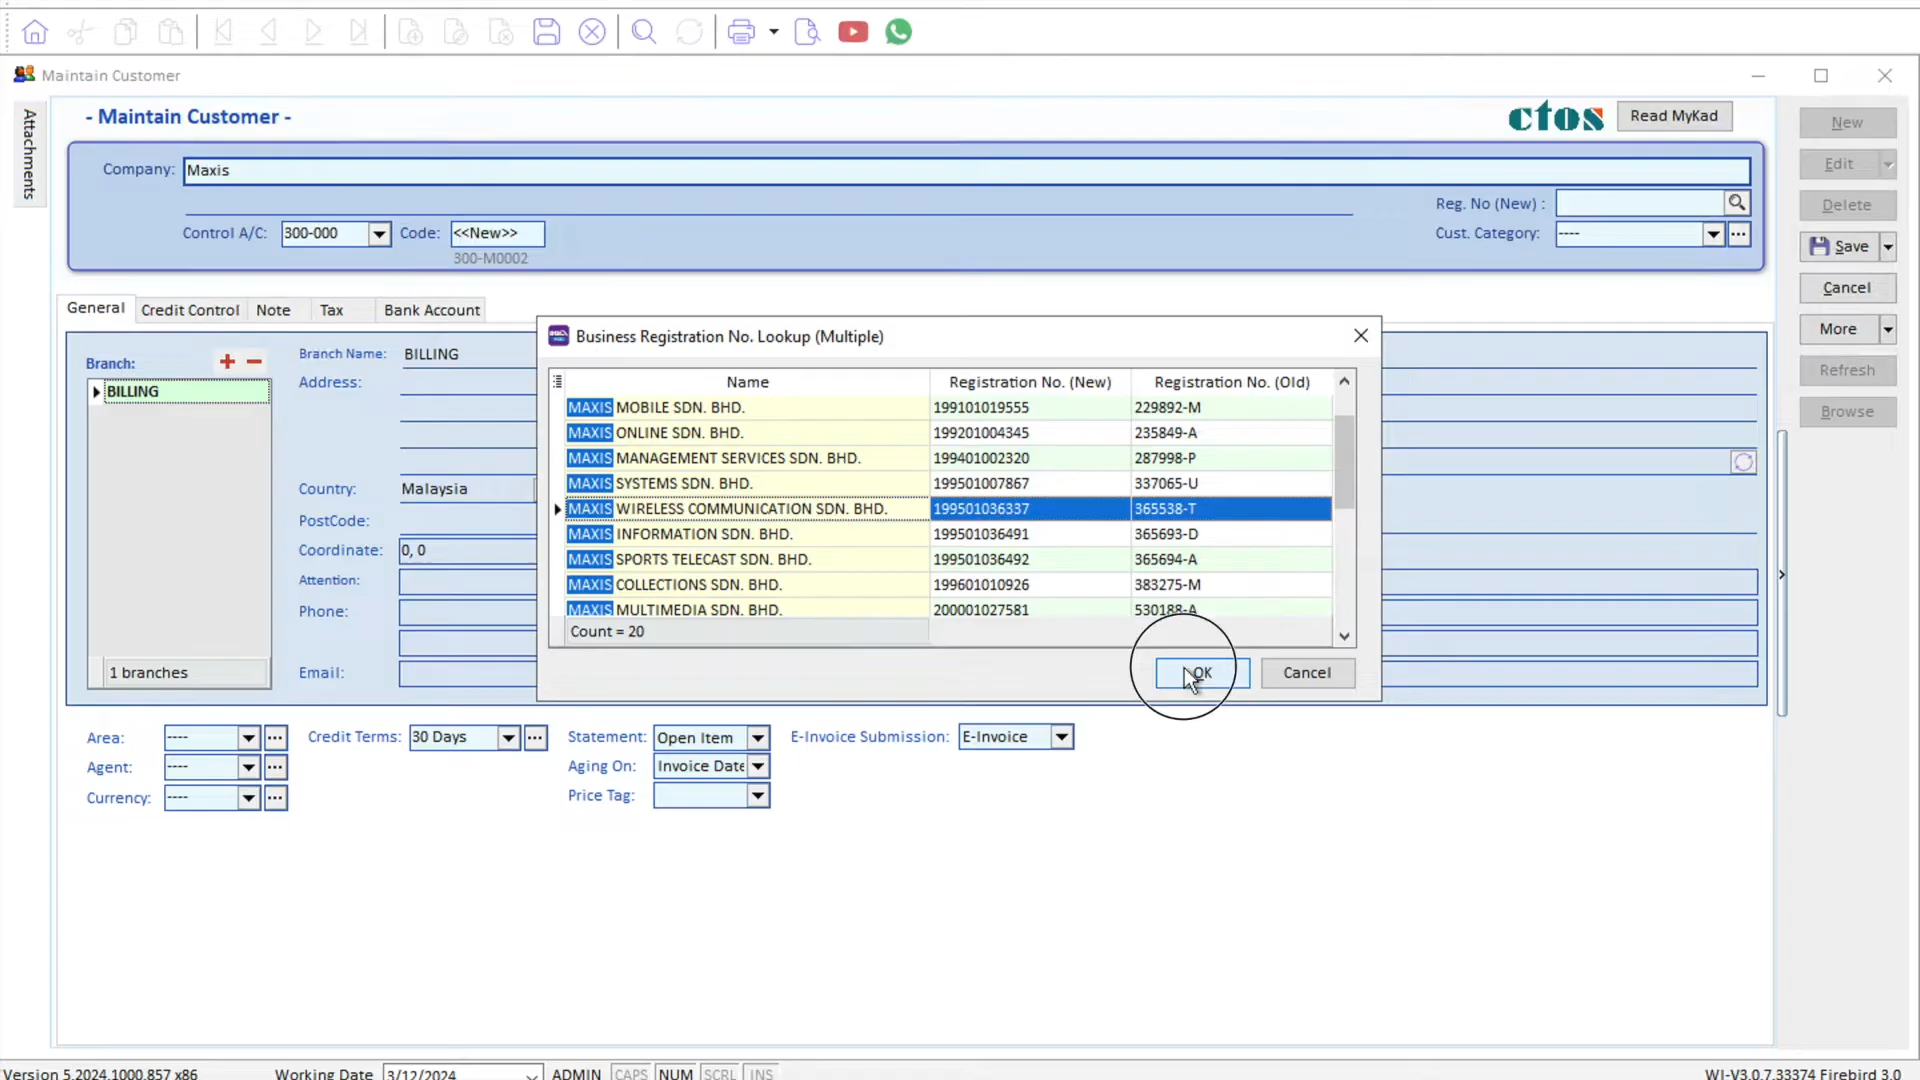 Maintain Customer
Attachments
- Maintain Customer -
ctos
Read MyKad
Company: Maxis
Reg. No (New) :
Control A/C: 300-000 Code: <<New>>
Cust. Category: ----
300-M0002
New
Edit
Delete
Save
Cancel
More
Refresh
Browse
General Credit Control Note Tax Bank Account
Branch:
BILLING
1 branches
Branch Name: BILLING
Address:
Country: Malaysia
PostCode:
Coordinate: 0, 0
Attention:
Phone:
Email:
Business Registration No. Lookup (Multiple)
Name Registration No. (New) Registration No. (Old)
MAXIS MOBILE SDN. BHD. 199101019555 229892-M
MAXIS ONLINE SDN. BHD. 199201004345 235849-A
MAXIS MANAGEMENT SERVICES SDN. BHD. 199401002320 287998-P
MAXIS SYSTEMS SDN. BHD. 199501007867 337065-U
MAXIS WIRELESS COMMUNICATION SDN. BHD. 199501036337 365538-T
MAXIS INFORMATION SDN. BHD. 199501036491 365693-D
MAXIS SPORTS TELECAST SDN. BHD. 199501036492 365694-A
MAXIS COLLECTIONS SDN. BHD. 199601010926 383275-M
MAXIS MULTIMEDIA SDN. BHD. 200001027581 530188-A
Count = 20
OK Cancel
Area: ---- Credit Terms: 30 Days Statement: Open Item E-Invoice Submission: E-Invoice
Agent: ---- Aging On: Invoice Date
Currency: ---- Price Tag:
Version 5.2024.1000.857 x86 Working Date 3/12/2024 ADMIN CAPS NUM SCRL INS WI-V3.0.7.33374 Firebird 3.0